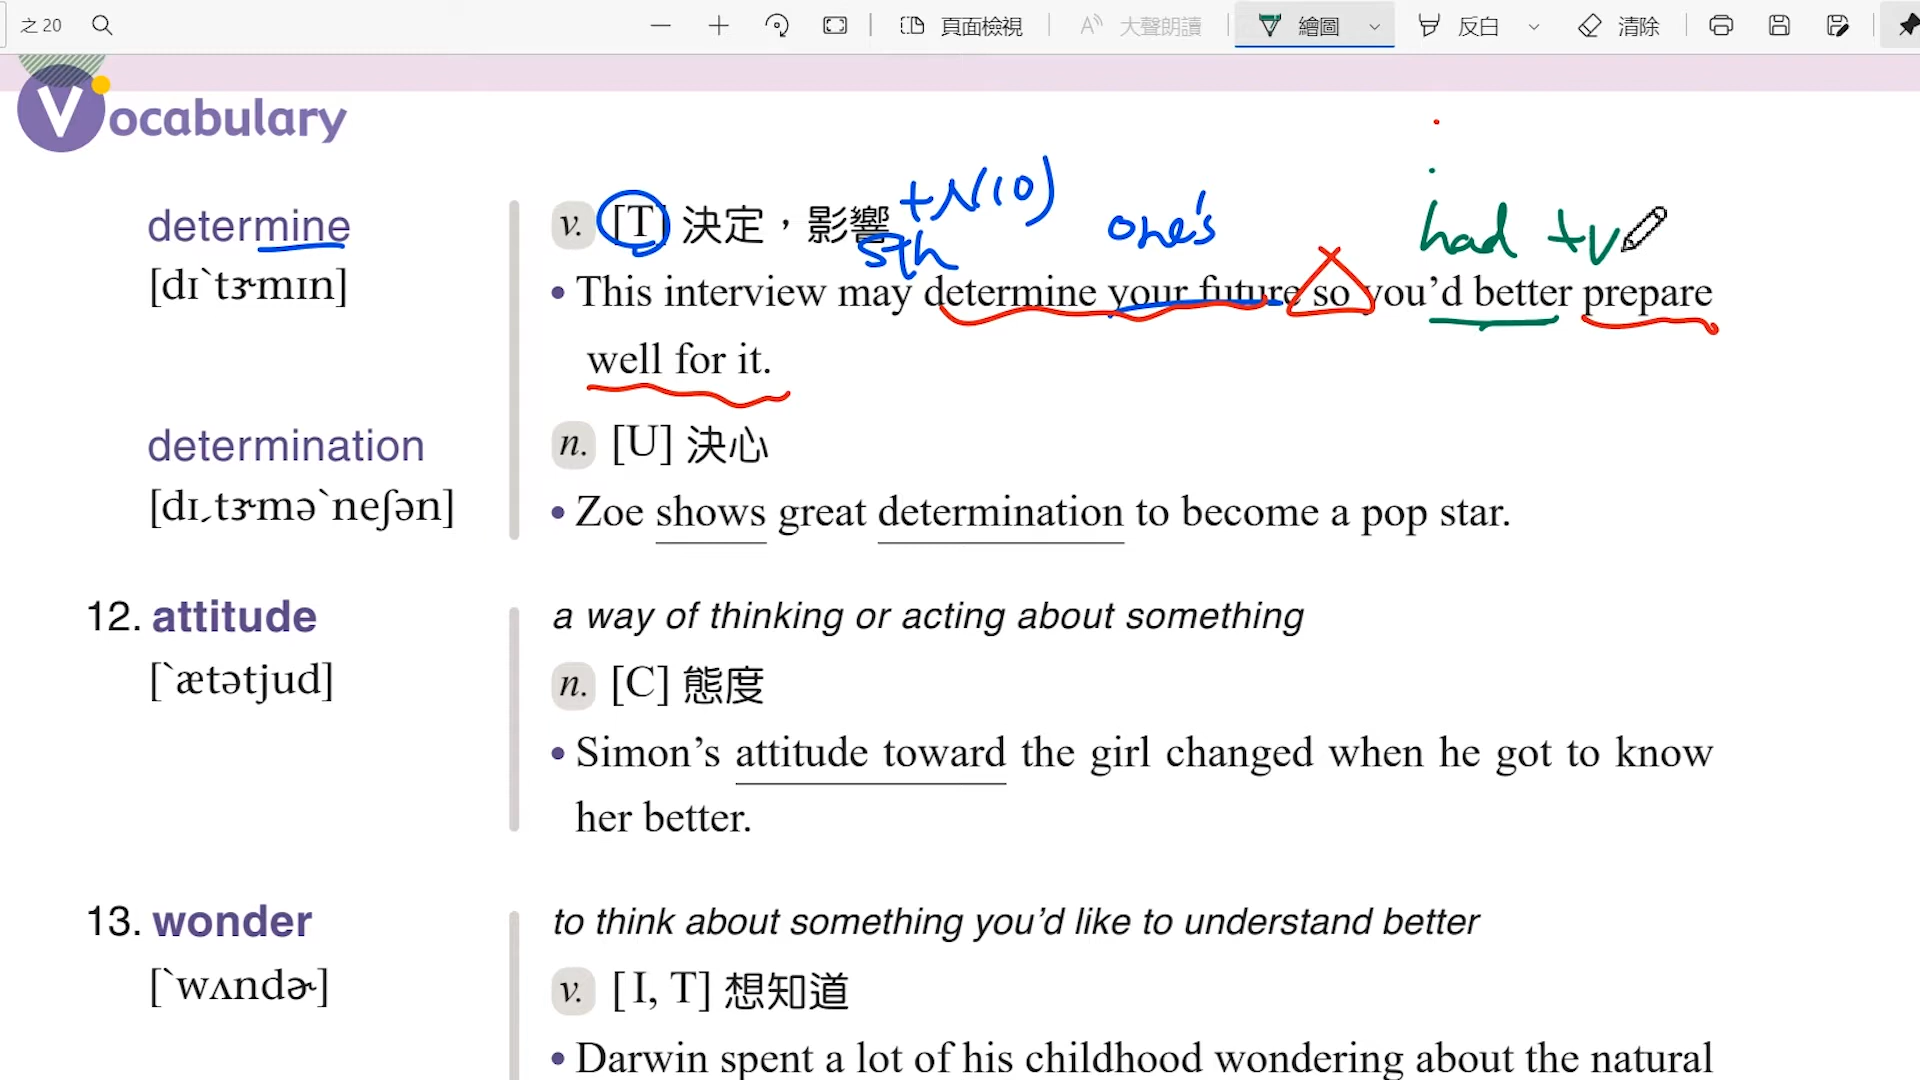 之 20 頁面檢視 大聲朗讀 繪圖 反白 清除
Vocabulary
+N(10)
one's
had +V
determine v. [T] 決定，影響
sth
[dɪˋtɝmɪn] • This interview may determine your future so you’d better prepare
well for it.
determination n. [U] 決心
[dɪˏtɝməˋneʃən] • Zoe shows great determination to become a pop star.
12. attitude a way of thinking or acting about something
[ˋætətjud] n. [C] 態度
• Simon’s attitude toward the girl changed when he got to know
her better.
13. wonder to think about something you’d like to understand better
[ˋwʌndɚ] v. [I, T] 想知道
• Darwin spent a lot of his childhood wondering about the natural